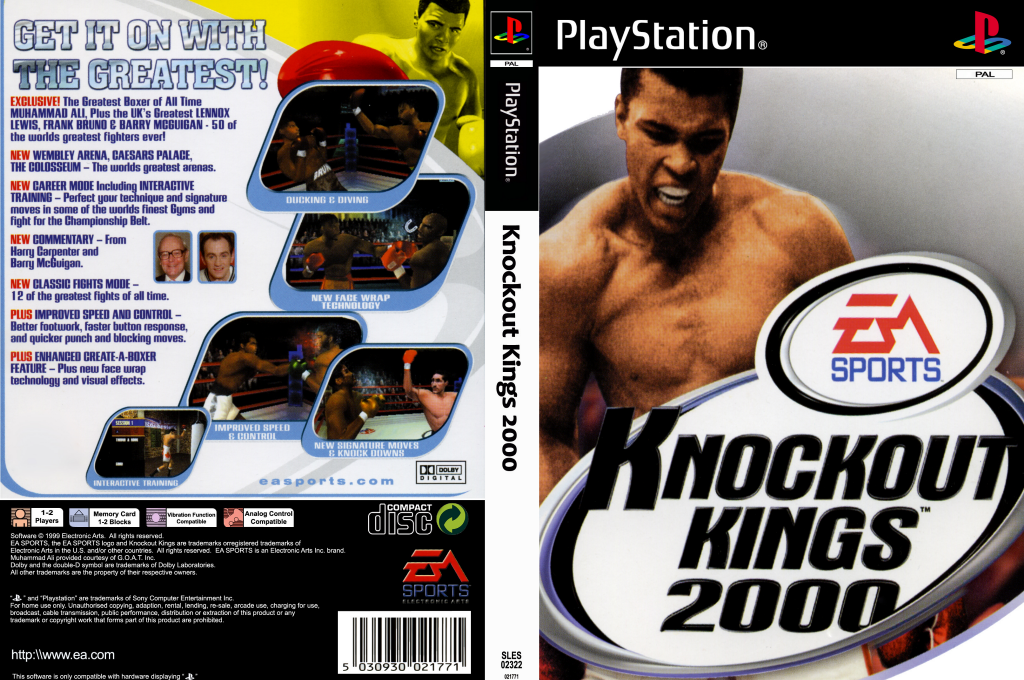 GET IT ON WITH
THE GREATEST!
EXCLUSIVE! The Greatest Boxer of All Time
MUHAMMAD ALI, Plus the UK's Greatest LENNOX
LEWIS, FRANK BRUNO & BARRY MCGUIGAN - 50 of
the worlds greatest fighters ever!
NEW WEMBLEY ARENA, CAESARS PALACE,
THE COLOSSEUM – The worlds greatest arenas.
NEW CAREER MODE Including INTERACTIVE
TRAINING – Perfect your technique and signature
moves in some of the worlds finest Gyms and
fight for the Championship Belt.
NEW COMMENTARY – From
Harry Carpenter and
Barry McGuigan.
NEW CLASSIC FIGHTS MODE –
12 of the greatest fights of all time.
PLUS IMPROVED SPEED AND CONTROL –
Better footwork, faster button response,
and quicker punch and blocking moves.
PLUS ENHANCED CREATE-A-BOXER
FEATURE – Plus new face wrap
technology and visual effects.
BRUNO
DUCKING & DIVING
NEW FACE WRAP
TECHNOLOGY
IMPROVED SPEED
& CONTROL
NEW SIGNATURE MOVES
& KNOCK DOWNS
SESSION 1
INTERACTIVE TRAINING
DOLBY
DIGITAL
easports.com
1-2
Players
Memory Card
1-2 Blocks
Vibration Function
Compatible
Analog Control
Compatible
COMPACT
disc
Software © 1999 Electronic Arts. All rights reserved.
EA SPORTS, the EA SPORTS logo and Knockout Kings are trademarks orregistered trademarks of
Electronic Arts in the U.S. and/or other countries. All rights reserved. EA SPORTS is an Electronic Arts Inc. brand.
Muhammad Ali provided courtesy of G.O.A.T. Inc.
Dolby and the double-D symbol are trademarks of Dolby Laboratories.
All other trademarks are the property of their respective owners.
EA
SPORTS™
ELECTRONIC ARTS
" " and "Playstation" are trademarks of Sony Computer Entertainment Inc.
For home use only. Unauthorised copying, adaption, rental, lending, re-sale, arcade use, charging for use,
broadcast, cable transmission, public performance, distribution or extraction of this product or any
trademark or copyright work that forms part of this product are prohibited.
http:\\www.ea.com
5 030930 021771
This software is only compatible with hardware displaying " "
PAL
PlayStation®
Knockout Kings 2000
SLES
02322
021771
PlayStation®
PAL
EA
SPORTS™
KNOCKOUT
KINGS™
2000